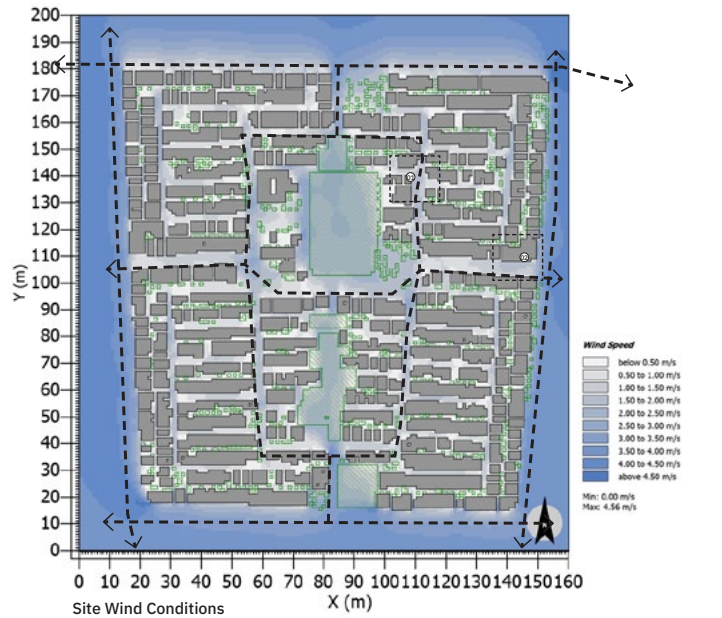 200
190
180
170
160
150
140
130
120
110
100
90
80
70
60
50
40
30
20
10
0
Y (m)
0 10 20 30 40 50 60 70 80 90 100 110 120 130 140 150 160
X (m)
Site Wind Conditions
Wind Speed
below 0.50 m/s
0.50 to 1.00 m/s
1.00 to 1.50 m/s
1.50 to 2.00 m/s
2.00 to 2.50 m/s
2.50 to 3.00 m/s
3.00 to 3.50 m/s
3.50 to 4.00 m/s
4.00 to 4.50 m/s
above 4.50 m/s
Min: 0.00 m/s
Max: 4.56 m/s